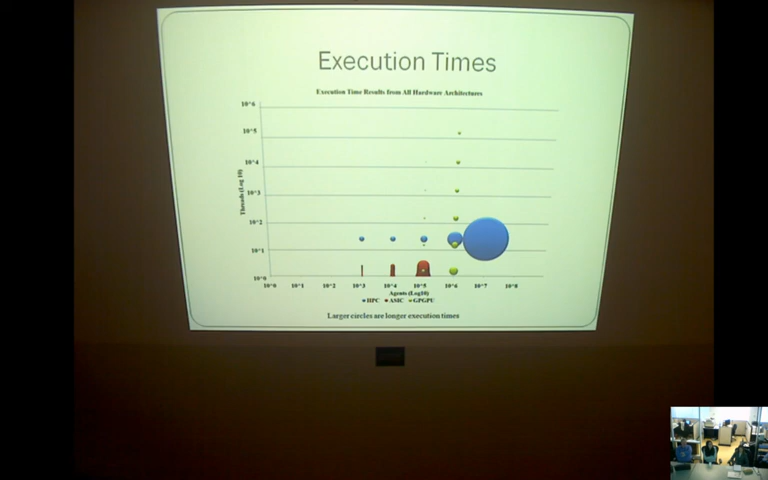 Execution Times
Execution Time Results from All Hardware Architectures
10^6
10^5
10^4
10^3
10^2
10^1
10^0
Threads (Log 10)
10^0 10^1 10^2 10^3 10^4 10^5 10^6 10^7 10^8
Agents (Log10)
HPC ASIC GPGPU
Larger circles are longer execution times